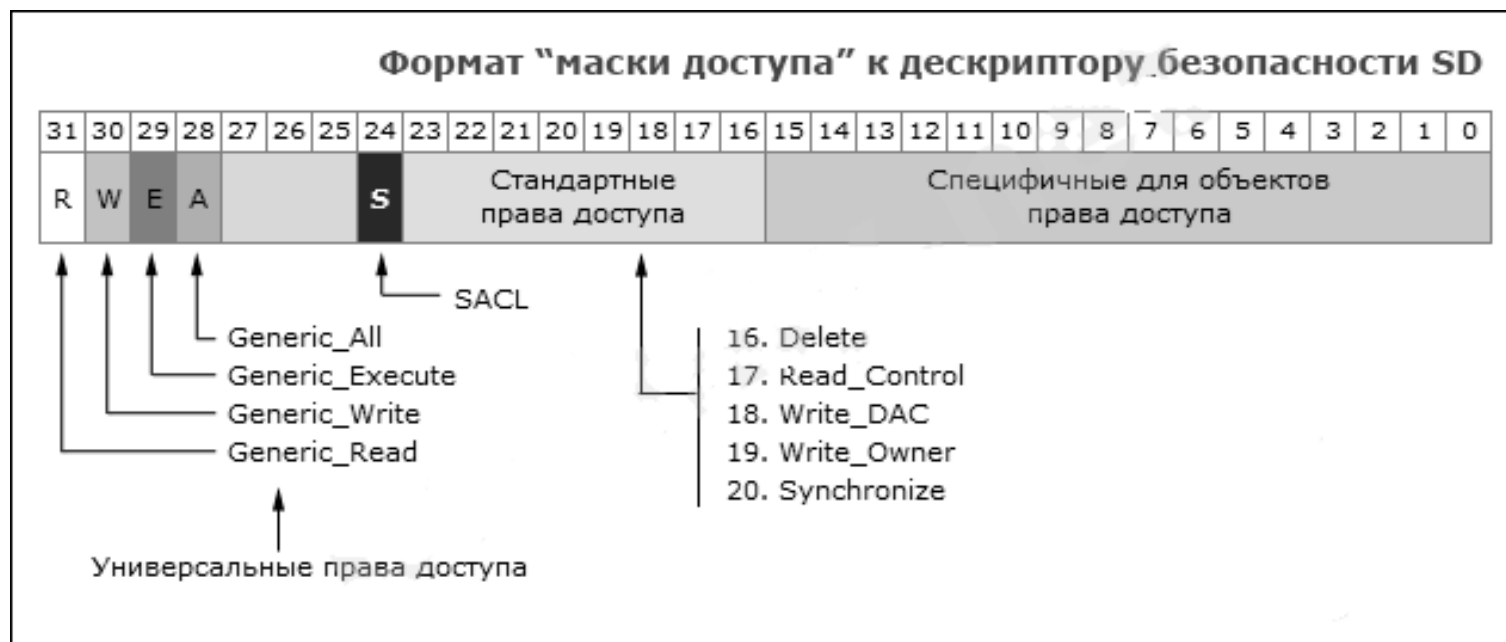 Формат “маски доступа” к дескриптору безопасности SD
31 30 29 28 27 26 25 24 23 22 21 20 19 18 17 16 15 14 13 12 11 10 9 8 7 6 5 4 3 2 1 0
R W E A S Стандартные Специфичные для объектов
права доступа права доступа
SACL
Generic_All 16. Delete
Generic_Execute 17. Read_Control
Generic_Write 18. Write_DAC
Generic_Read 19. Write_Owner
20. Synchronize
Универсальные права доступа